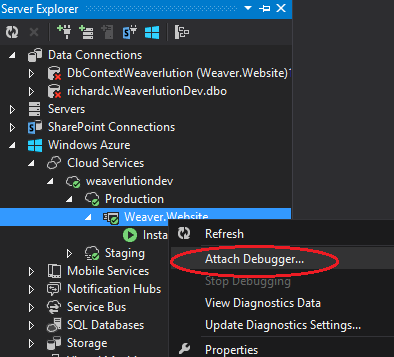 Server Explorer
Data Connections
DbContextWeaverlution (Weaver.Website)
richardc.WeaverlutionDev.dbo
Servers
SharePoint Connections
Windows Azure
Cloud Services
weaverlutiondev
Production
Weaver.Website
Insta
Refresh
Staging
Attach Debugger...
Mobile Services
Stop Debugging
Notification Hubs
View Diagnostics Data
Service Bus
SQL Databases
Update Diagnostics Settings...
Storage
Properties